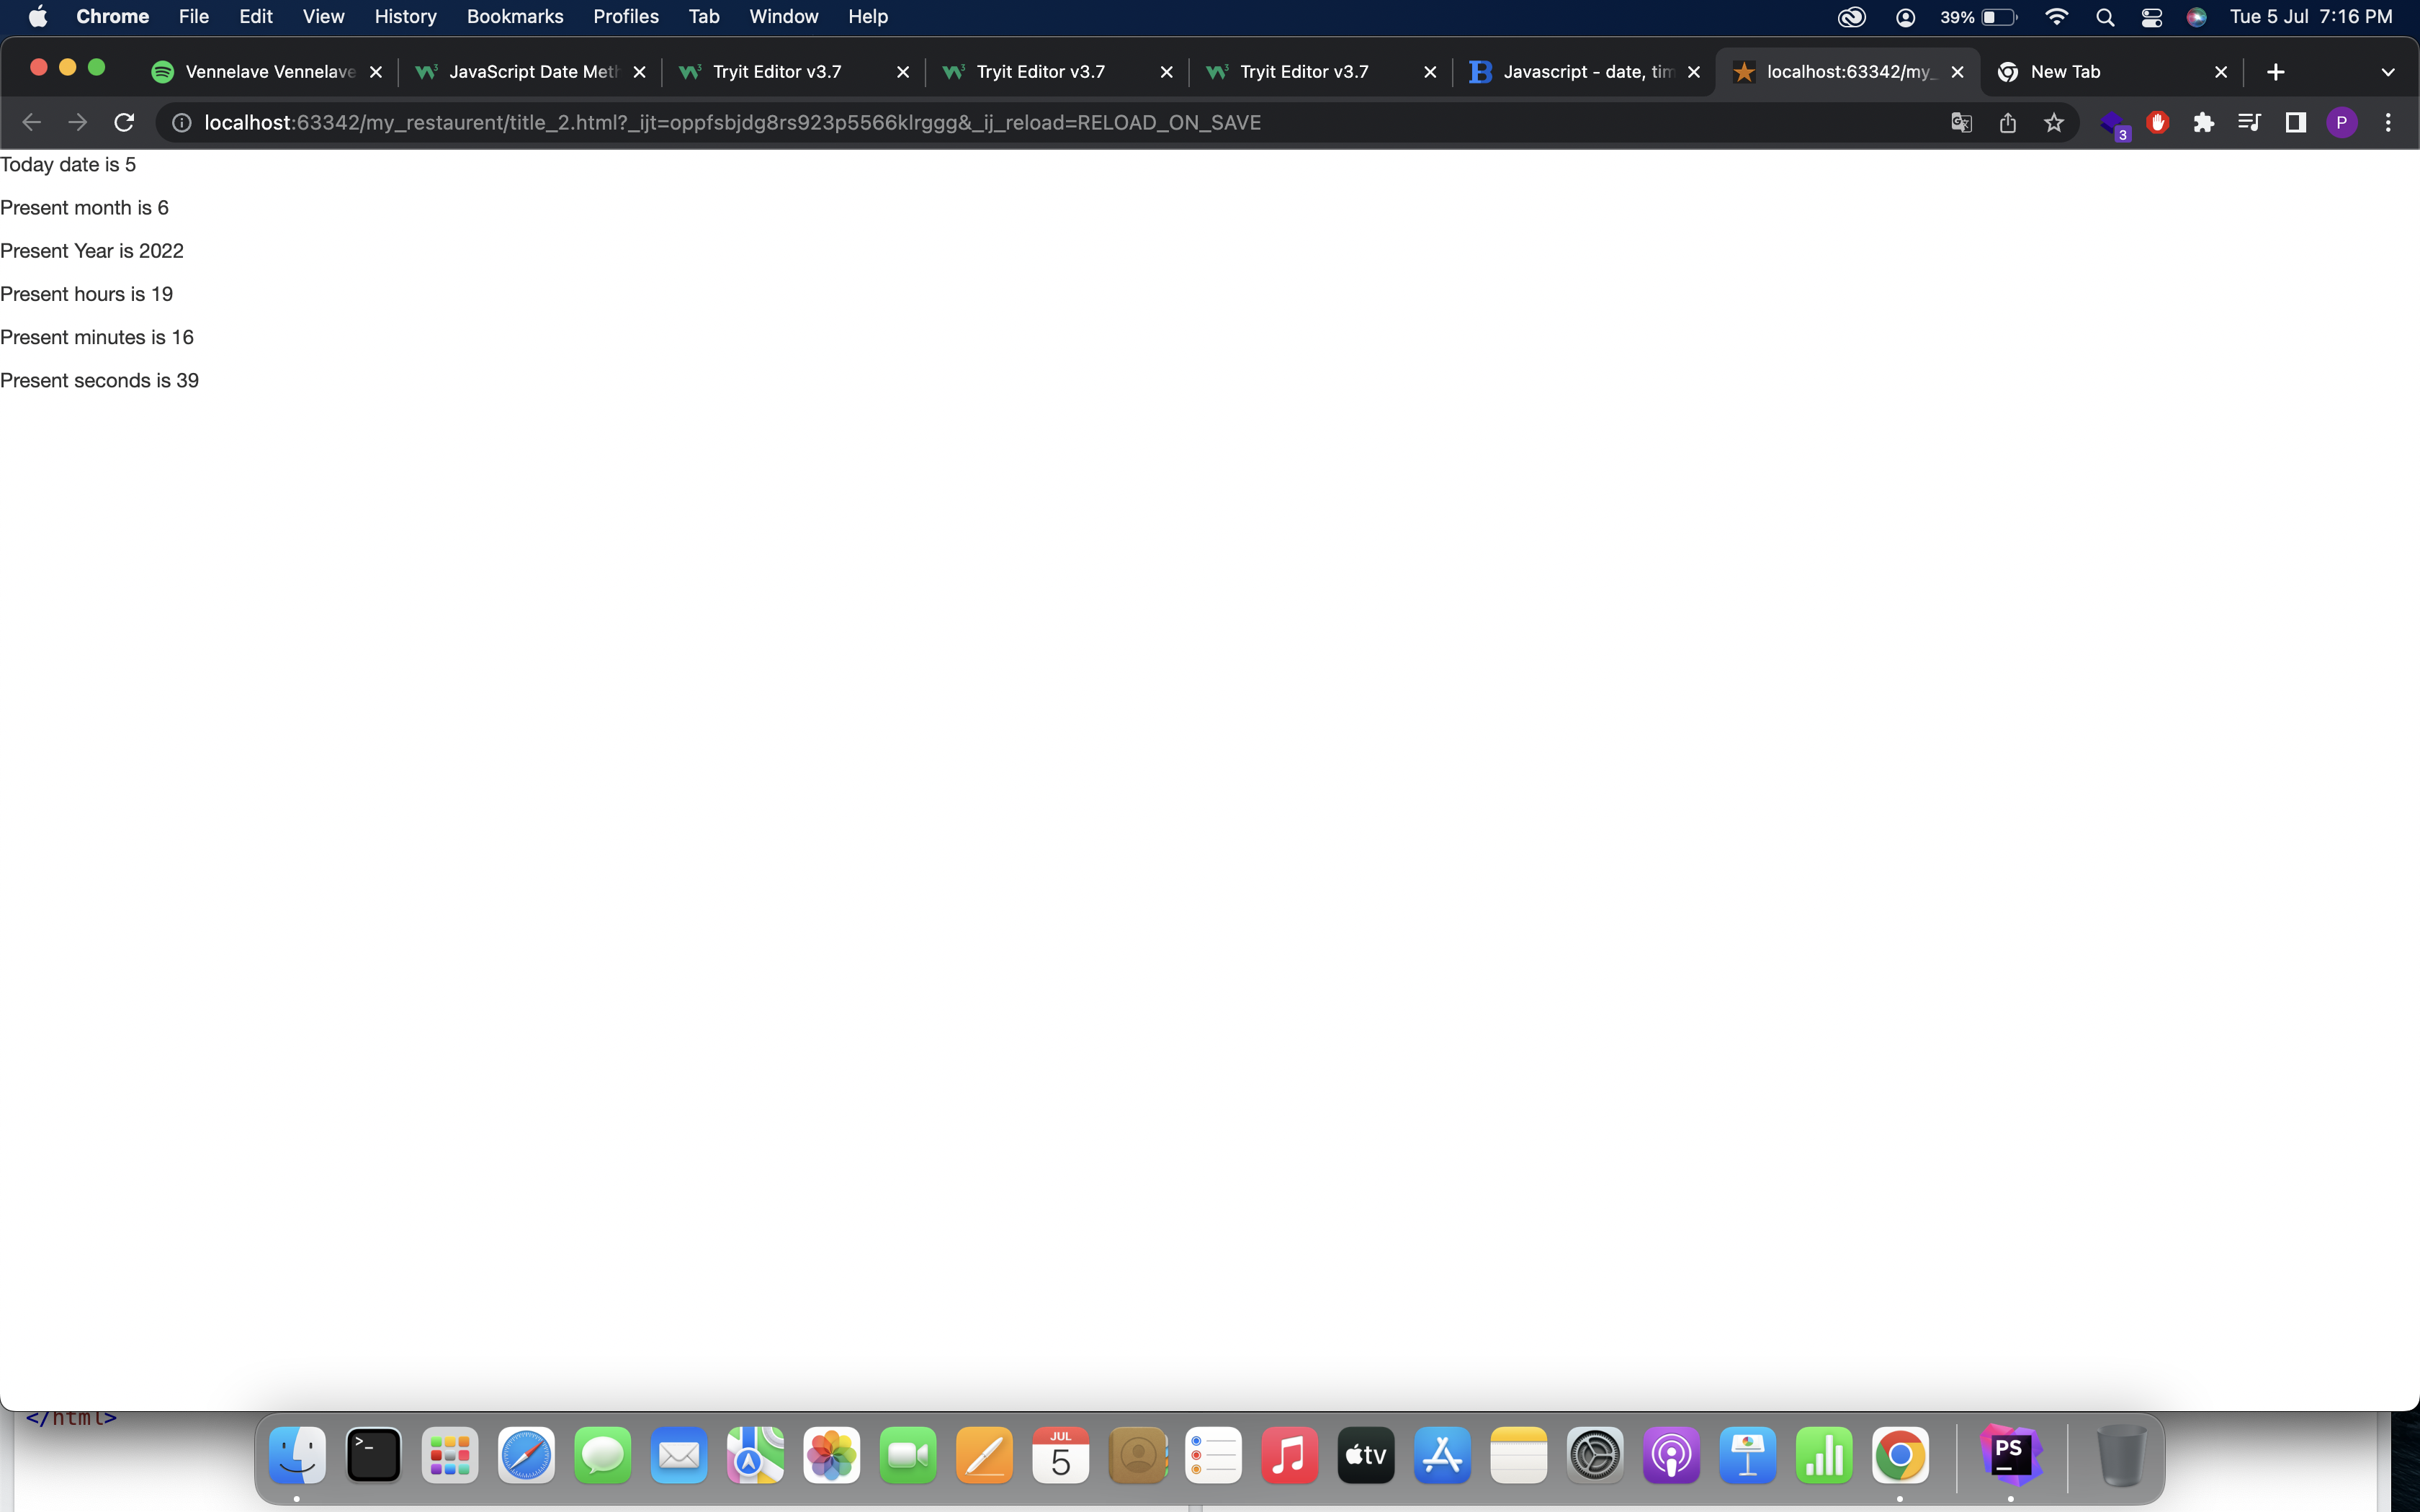 Chrome File Edit View History Bookmarks Profiles Tab Window Help 39% Tue 5 Jul 7:16 PM
Vennelave Vennelave JavaScript Date Meth Tryit Editor v3.7 Tryit Editor v3.7 Tryit Editor v3.7 Javascript - date, tim localhost:63342/my_ New Tab
localhost:63342/my_restaurent/title_2.html?_ijt=oppfsbjdg8rs923p5566klrggg&_ij_reload=RELOAD_ON_SAVE 3 P
Today date is 5
Present month is 6
Present Year is 2022
Present hours is 19
Present minutes is 16
Present seconds is 39
</html>
>_ JUL 5 tv PS